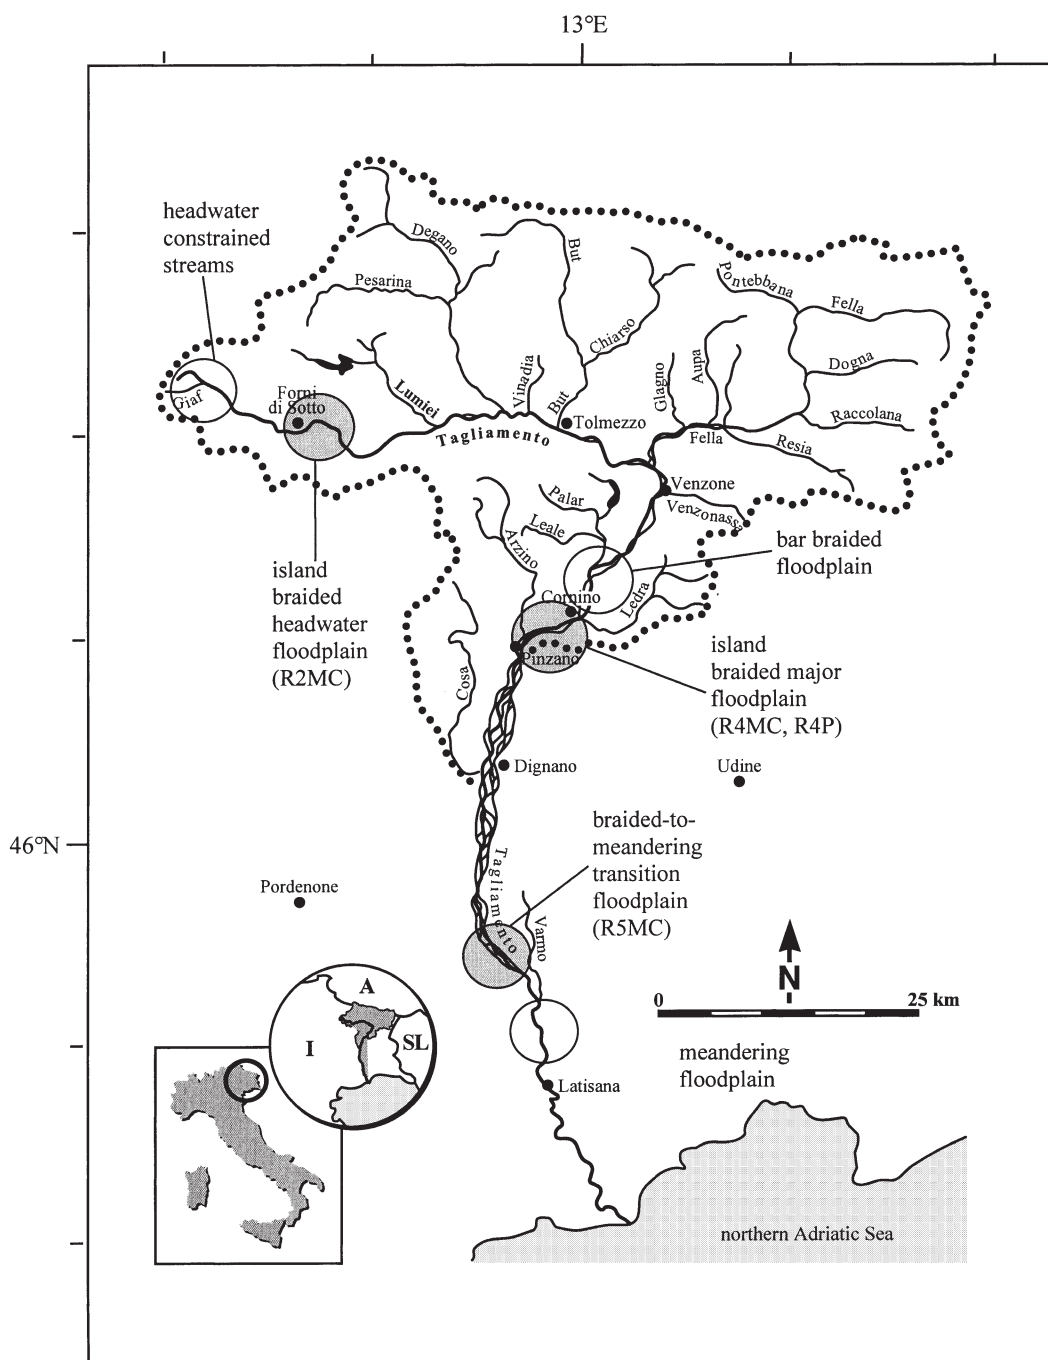 13°E
headwater
constrained
streams
Degano
But
Pontebbana
Pesarina
Fella
Chiarso
Vinadia
Glagno
Aupa
Dogna
Giaf
Forni
di Sotto
Lumiei
But
Tolmezzo
Raccolana
Tagliamento
Fella
Resia
Venzone
Palar
Venzonassa
Leale
Arzino
bar braided
floodplain
island
braided
headwater
floodplain
(R2MC)
Cornino
Ledra
Pinzano
island
braided major
floodplain
(R4MC, R4P)
Cosa
Dignano
Udine
46°N
braided-to-
meandering
transition
floodplain
(R5MC)
Tagliamento
Pordenone
Varmo
N
0 25 km
A
I
SL
meandering
floodplain
Latisana
northern Adriatic Sea